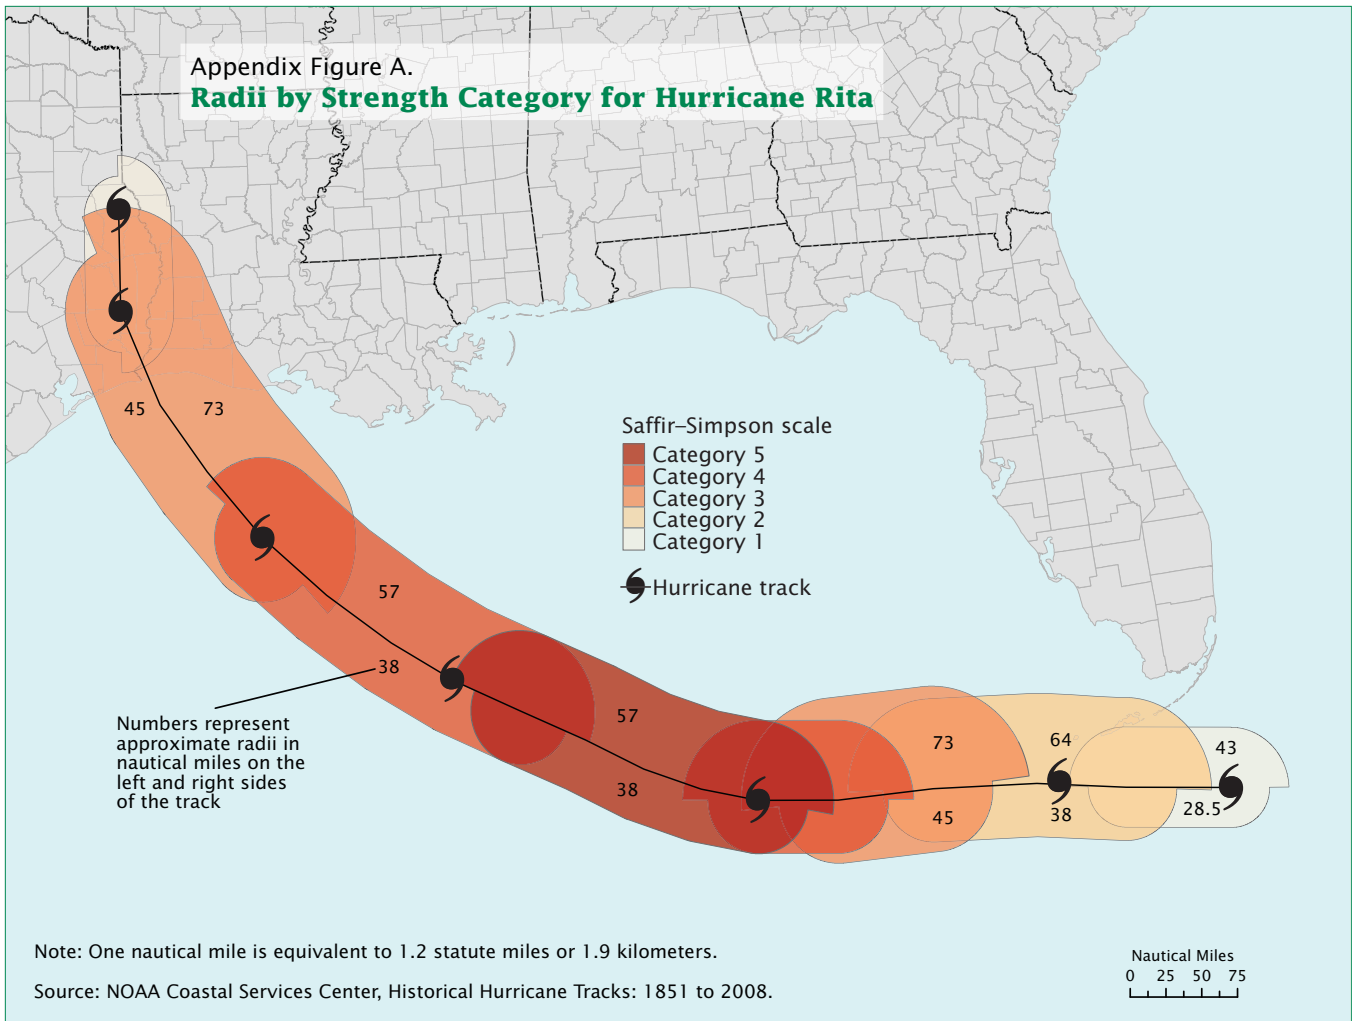 Appendix Figure A.
Radii by Strength Category for Hurricane Rita
45
73
Saffir–Simpson scale
Category 5
Category 4
Category 3
Category 2
Category 1
Hurricane track
57
38
57
38
73
45
64
38
43
28.5
Numbers represent
approximate radii in
nautical miles on the
left and right sides
of the track
Note: One nautical mile is equivalent to 1.2 statute miles or 1.9 kilometers.
Source: NOAA Coastal Services Center, Historical Hurricane Tracks: 1851 to 2008.
Nautical Miles
0 25 50 75